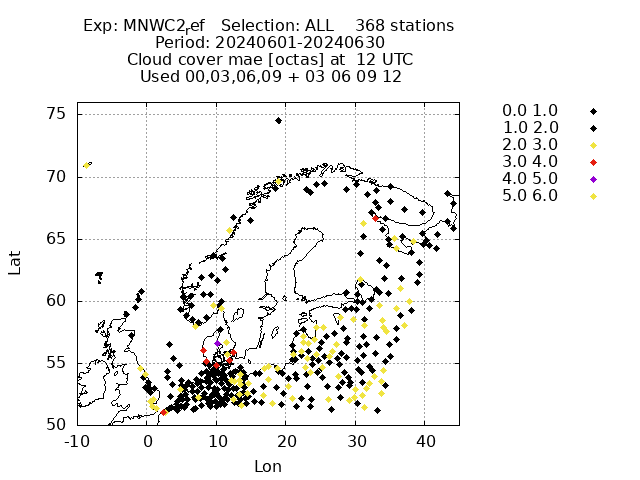 Exp: MNWC2ref   Selection: ALL    368 stations
Period: 20240601-20240630
Cloud cover mae [octas] at  12 UTC
Used 00,03,06,09 + 03 06 09 12
0.0 1.0
1.0 2.0
2.0 3.0
3.0 4.0
4.0 5.0
5.0 6.0
75
70
65
60
55
50
Lat
-10 0 10 20 30 40
Lon